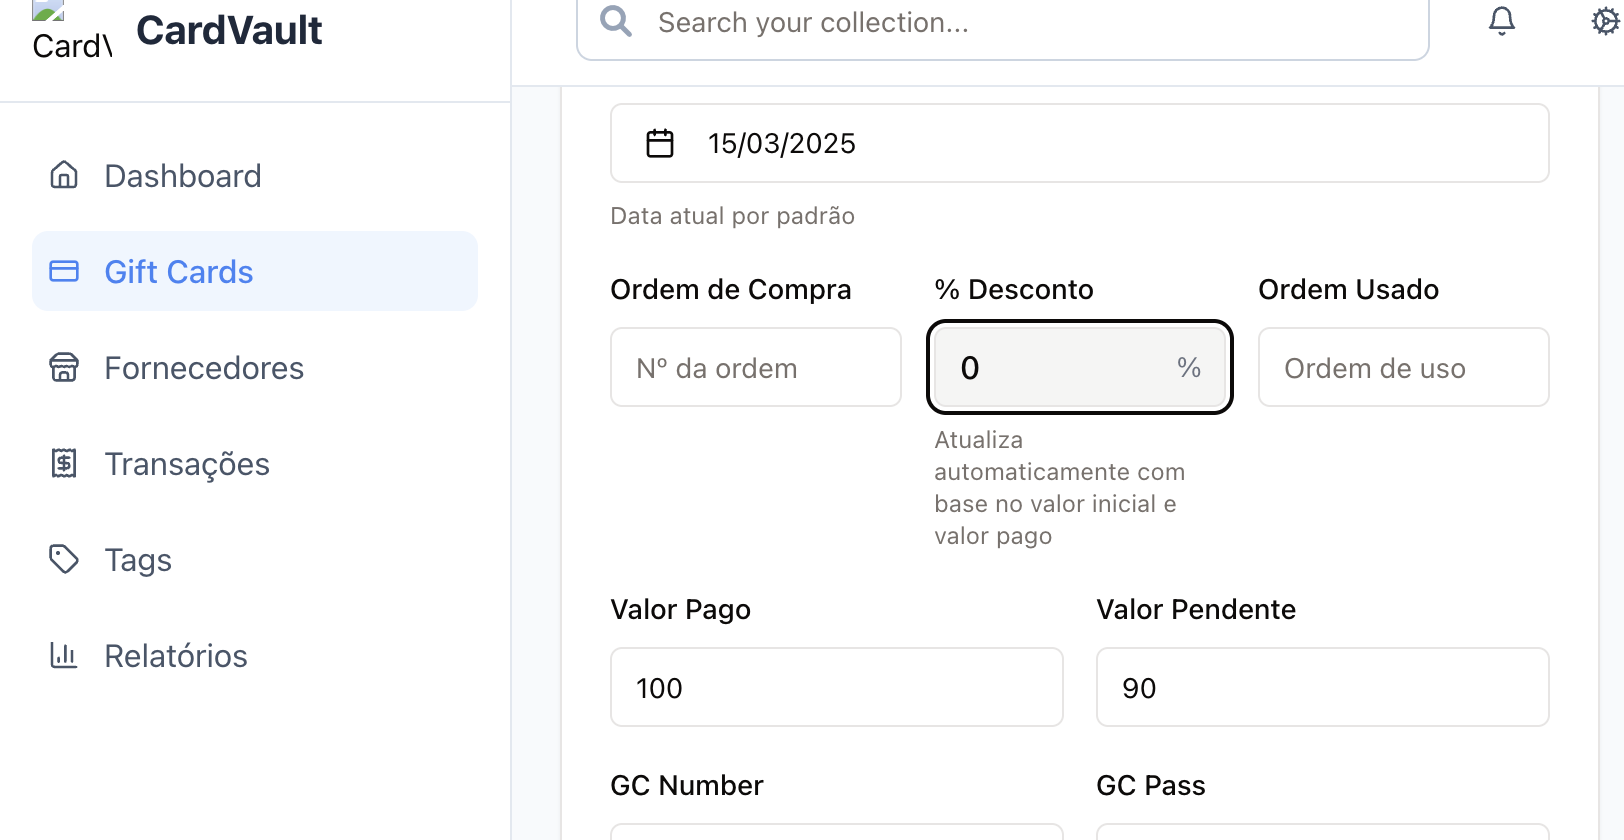 Card\
CardVault
Search your collection...
Dashboard
Gift Cards
Fornecedores
Transações
Tags
Relatórios
15/03/2025
Data atual por padrão
Ordem de Compra
% Desconto
Ordem Usado
Nº da ordem
0
%
Ordem de uso
Atualiza
automaticamente com
base no valor inicial e
valor pago
Valor Pago
Valor Pendente
100
90
GC Number
GC Pass